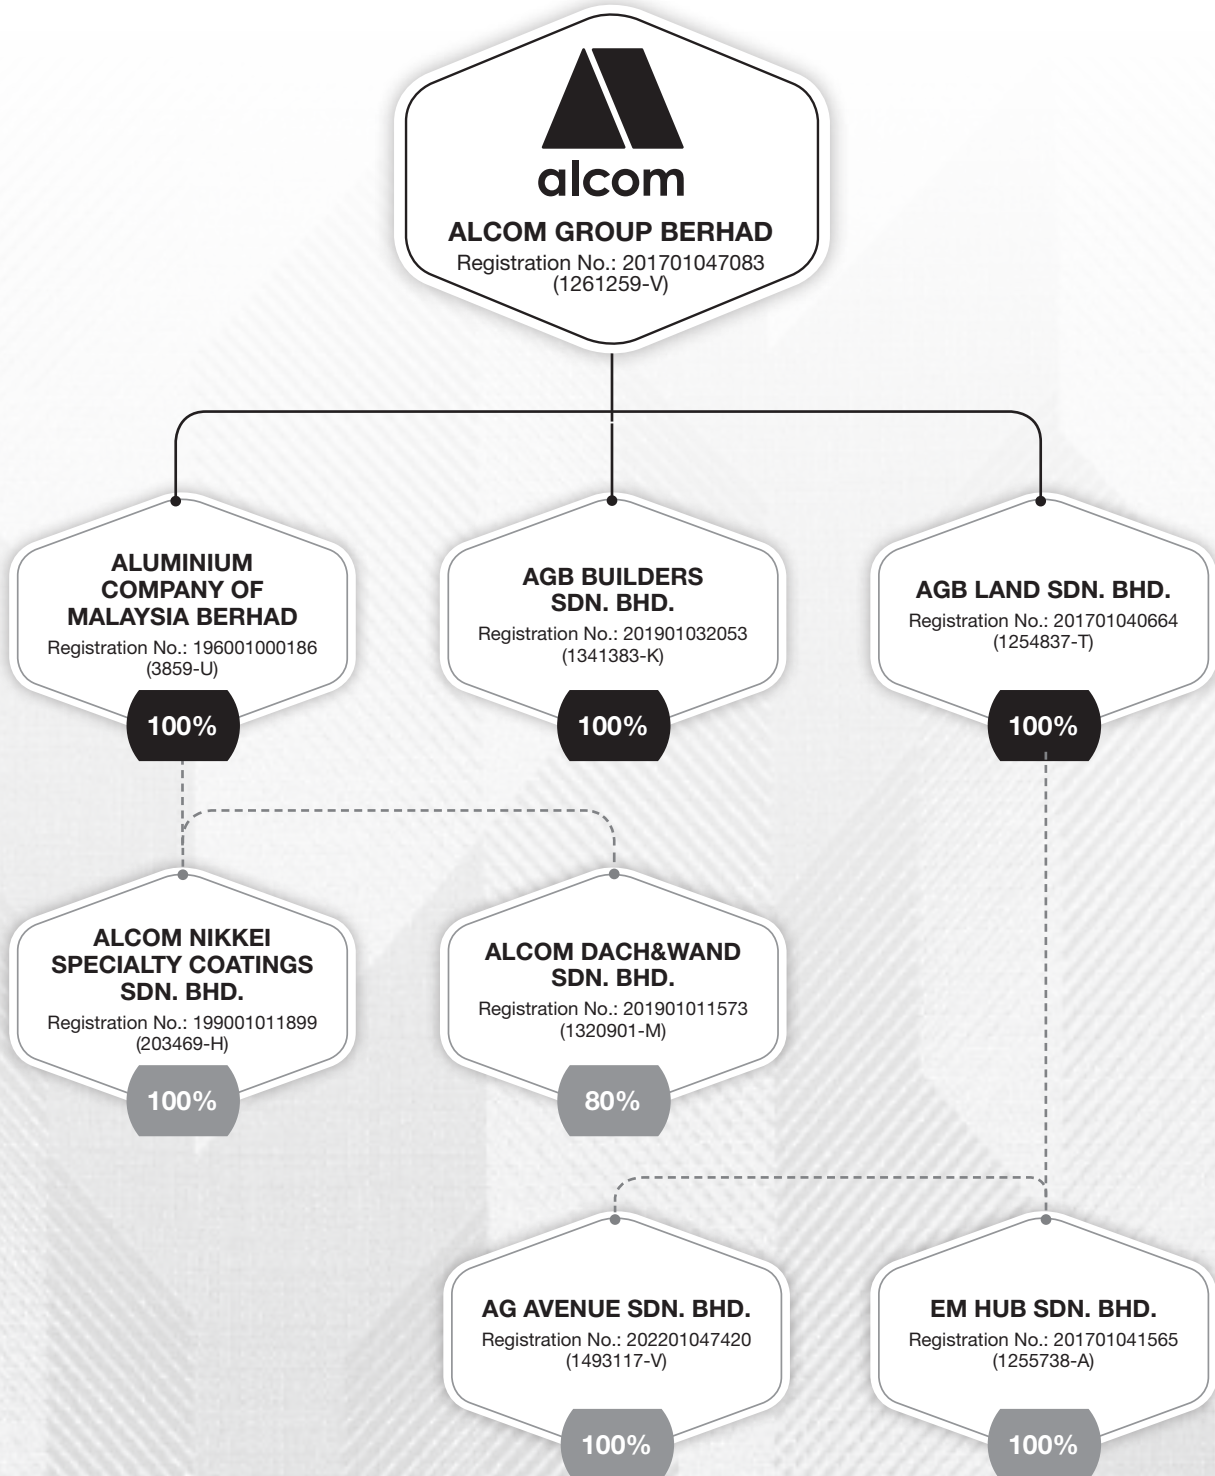 alcom
ALCOM GROUP BERHAD
Registration No.: 201701047083
(1261259-V)
ALUMINIUM
COMPANY OF
MALAYSIA BERHAD
Registration No.: 196001000186
(3859-U)
100%
AGB BUILDERS
SDN. BHD.
Registration No.: 201901032053
(1341383-K)
100%
AGB LAND SDN. BHD.
Registration No.: 201701040664
(1254837-T)
100%
ALCOM NIKKEI
SPECIALTY COATINGS
SDN. BHD.
Registration No.: 199001011899
(203469-H)
100%
ALCOM DACH&WAND
SDN. BHD.
Registration No.: 201901011573
(1320901-M)
80%
AG AVENUE SDN. BHD.
Registration No.: 202201047420
(1493117-V)
100%
EM HUB SDN. BHD.
Registration No.: 201701041565
(1255738-A)
100%